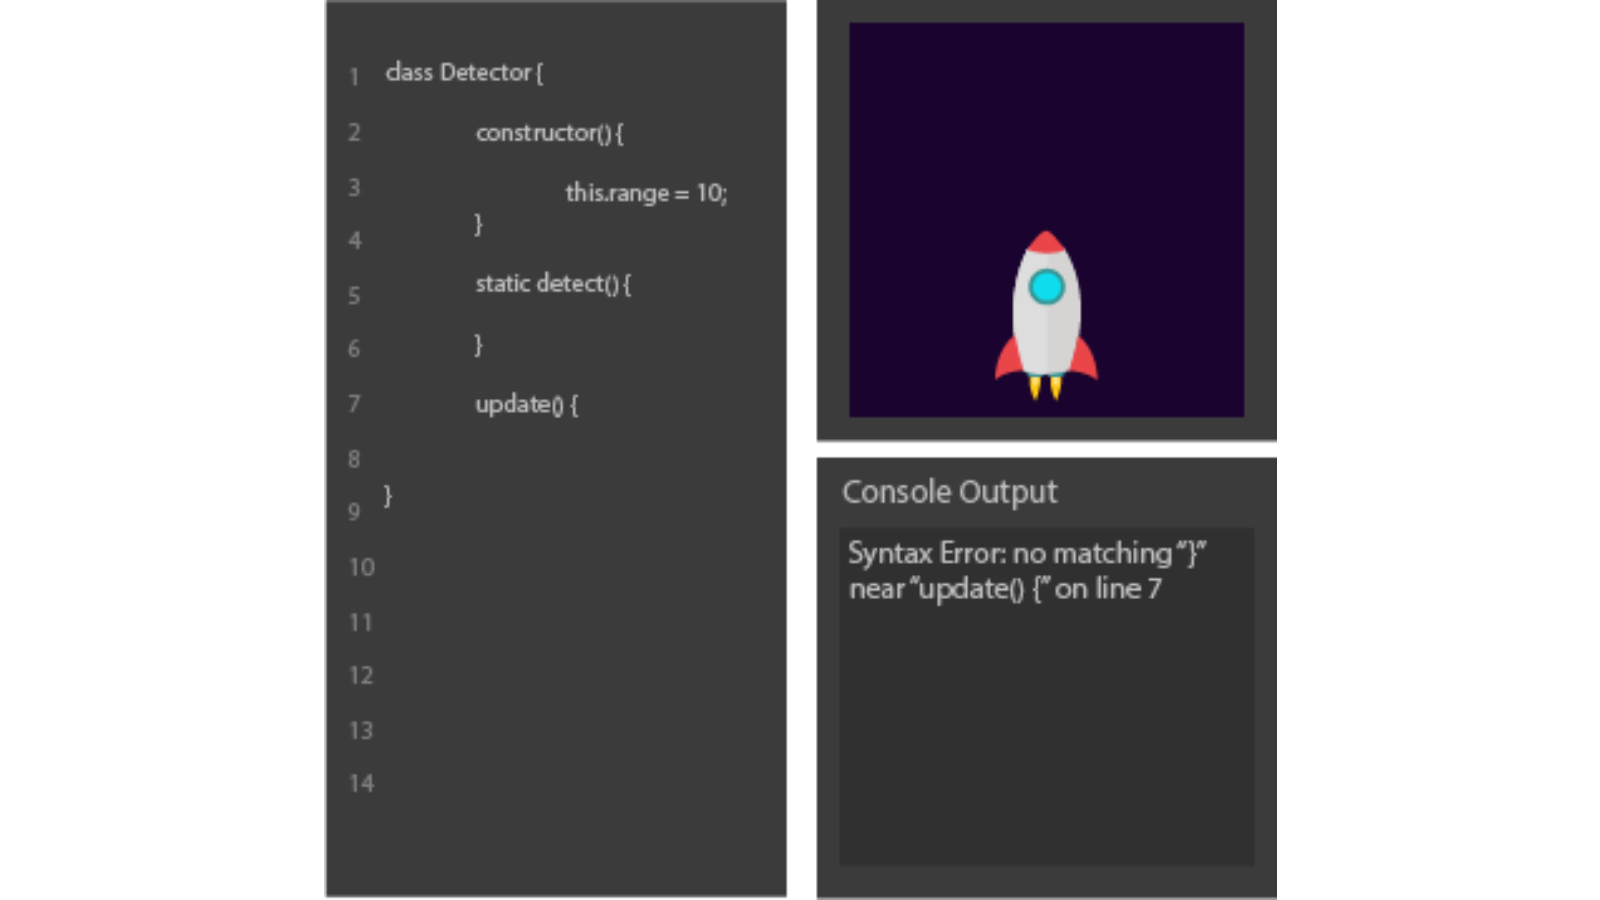 1 class Detector {
2 constructor() {
3 this.range = 10;
4 }
5 static detect() {
6 }
7 update() {
8
9 }
10
11
12
13
14
Console Output
Syntax Error: no matching “}”
near “update() {” on line 7